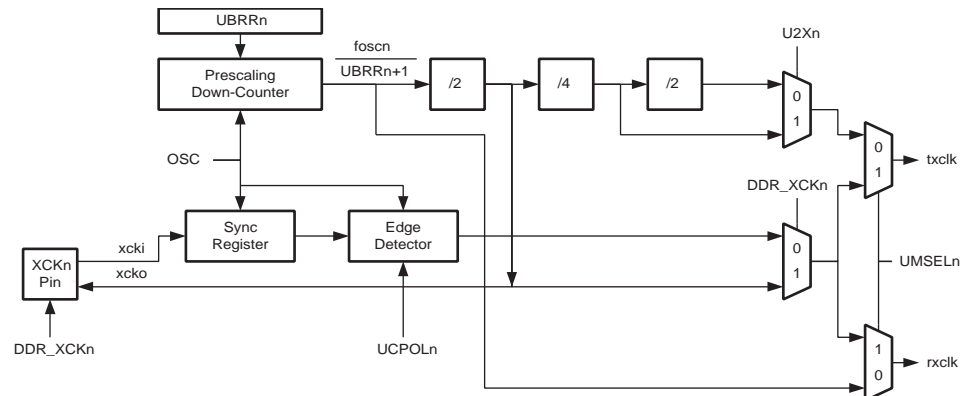 UBRRn
foscn
U2Xn
Prescaling
Down-Counter
UBRRn+1
/2
/4
/2
0
1
OSC
0
1
txclk
DDR_XCKn
Sync
Register
Edge
Detector
xcki
xcko
XCKn
Pin
0
1
UMSELn
DDR_XCKn
UCPOLn
1
0
rxclk